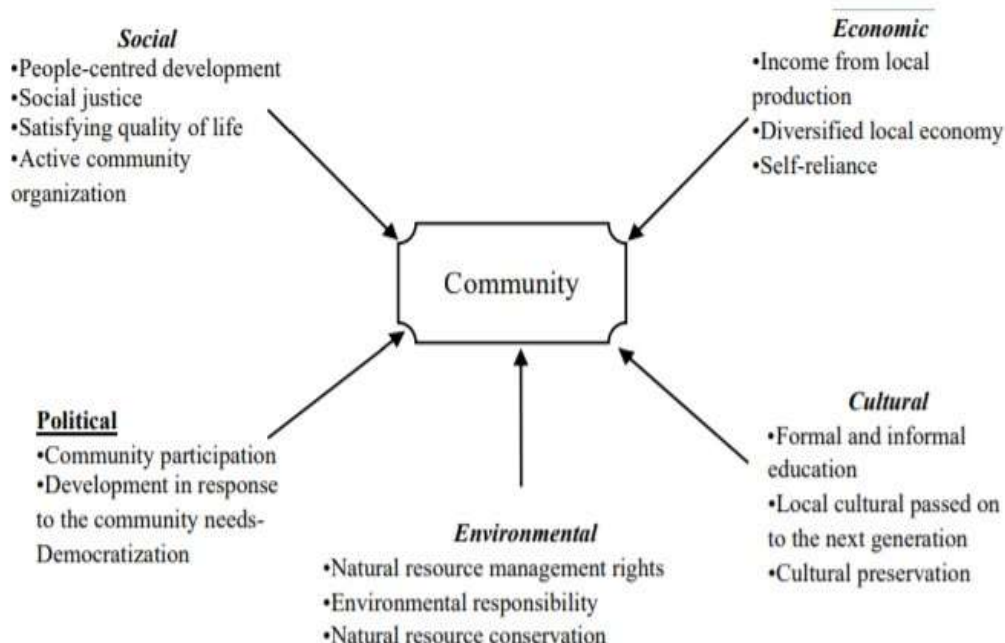 Social
•People-centred development
•Social justice
•Satisfying quality of life
•Active community
organization
Economic
•Income from local
production
•Diversified local economy
•Self-reliance
Community
Political
•Community participation
•Development in response
to the community needs-
Democratization
Environmental
•Natural resource management rights
•Environmental responsibility
•Natural resource conservation
Cultural
•Formal and informal
education
•Local cultural passed on
to the next generation
•Cultural preservation